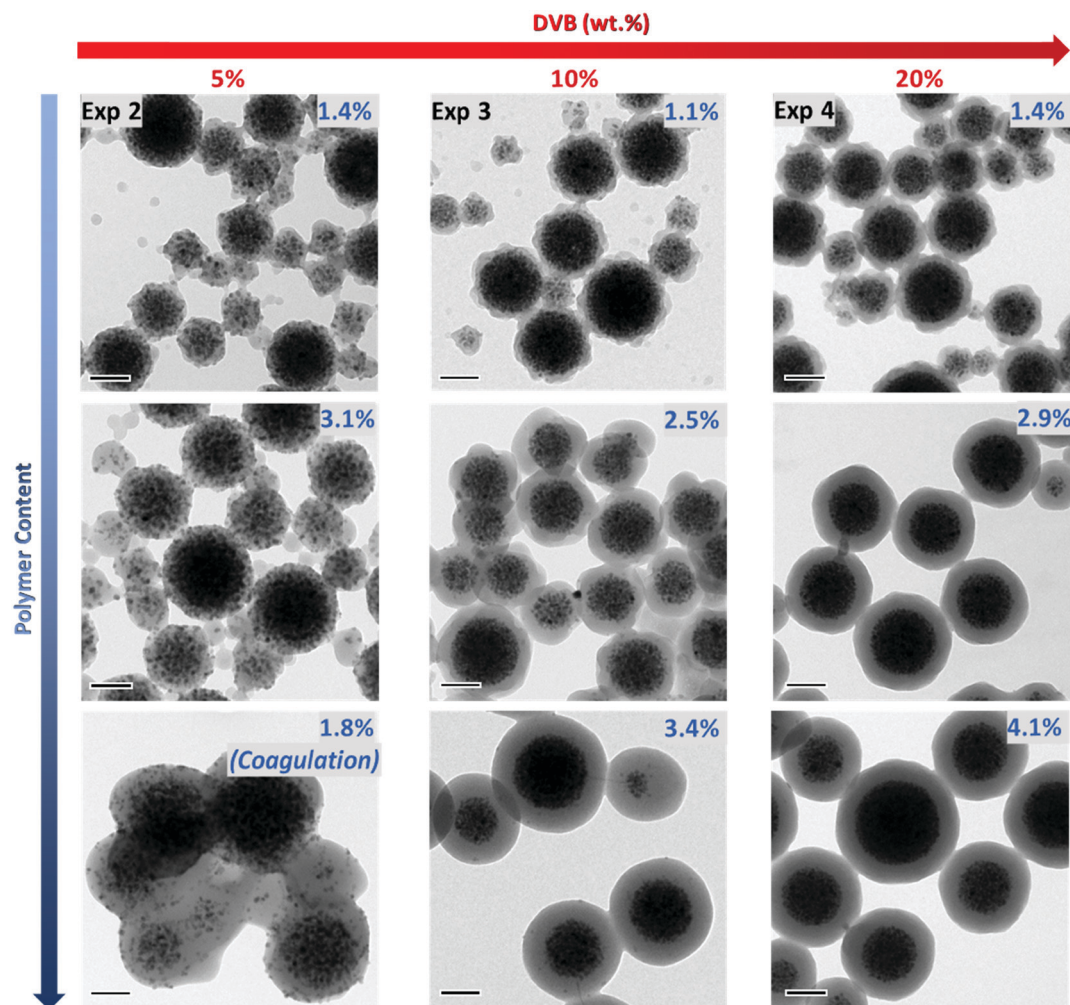 DVB (wt.%)
5%
10%
20%
Polymer Content
Exp 2
1.4%
Exp 3
1.1%
Exp 4
1.4%
3.1%
2.5%
2.9%
1.8%
(Coagulation)
3.4%
4.1%